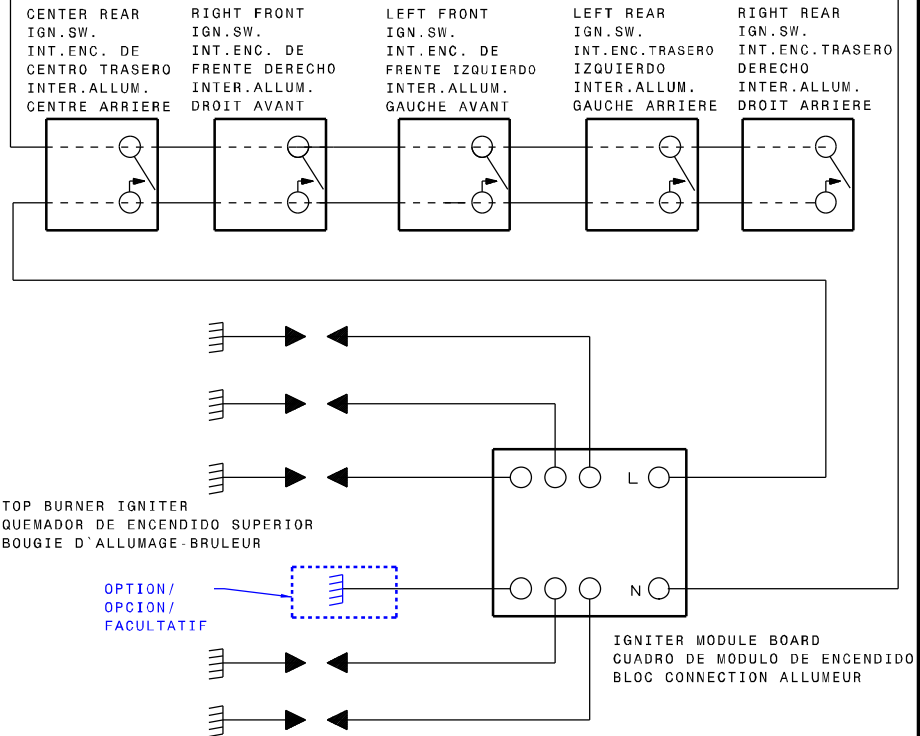 CENTER REAR
IGN.SW.
INT.ENC. DE
CENTRO TRASERO
INTER.ALLUM.
CENTRE ARRIERE
RIGHT FRONT
IGN.SW.
INT.ENC. DE
FRENTE DERECHO
INTER.ALLUM.
DROIT AVANT
LEFT FRONT
IGN.SW.
INT.ENC. DE
FRENTE IZQUIERDO
INTER.ALLUM.
GAUCHE AVANT
LEFT REAR
IGN.SW.
INT.ENC.TRASERO
IZQUIERDO
INTER.ALLUM.
GAUCHE ARRIERE
RIGHT REAR
IGN.SW.
INT.ENC.TRASERO
DERECHO
INTER.ALLUM.
DROIT ARRIERE
L
TOP BURNER IGNITER
QUEMADOR DE ENCENDIDO SUPERIOR
BOUGIE D`ALLUMAGE-BRULEUR
OPTION/
OPCION/
FACULTATIF
N
IGNITER MODULE BOARD
CUADRO DE MODULO DE ENCENDIDO
BLOC CONNECTION ALLUMEUR